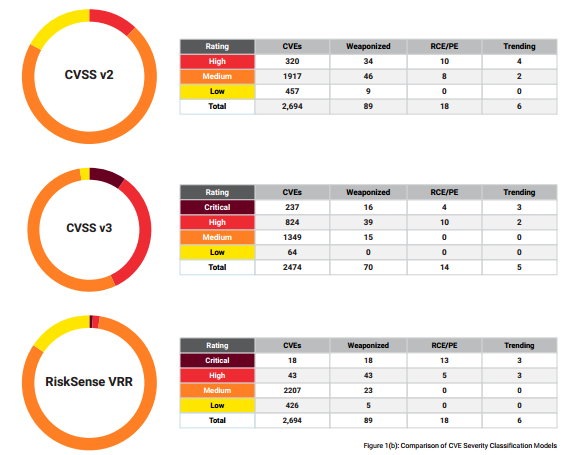 CVSS v2
Rating CVEs Weaponized RCE/PE Trending
High 320 34 10 4
Medium 1917 46 8 2
Low 457 9 0 0
Total 2,694 89 18 6
CVSS v3
Rating CVEs Weaponized RCE/PE Trending
Critical 237 16 4 3
High 824 39 10 2
Medium 1349 15 0 0
Low 64 0 0 0
Total 2474 70 14 5
RiskSense VRR
Rating CVEs Weaponized RCE/PE Trending
Critical 18 18 13 3
High 43 43 5 3
Medium 2207 23 0 0
Low 426 5 0 0
Total 2,694 89 18 6
Figure 1(b): Comparison of CVE Severity Classification Models